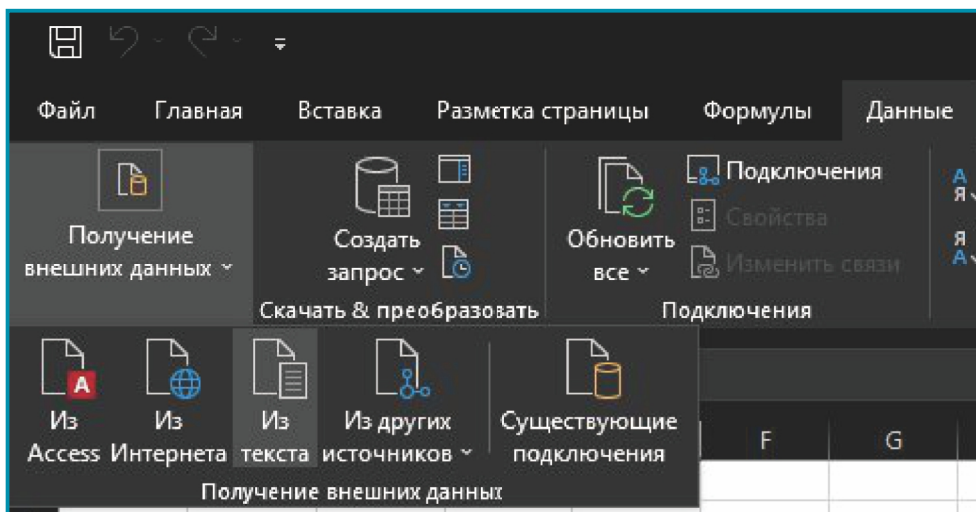 Файл Главная Вставка Разметка страницы Формулы Данные
Получение
внешних данных
Создать
запрос
Скачать & преобразовать
Обновить
все
Подключения
Свойства
Изменить связи
Подключения
А
Я
Я
А
Из
Access
Из
Интернета
Из
текста
Из других
источников
Существующие
подключения
Получение внешних данных
A
F G